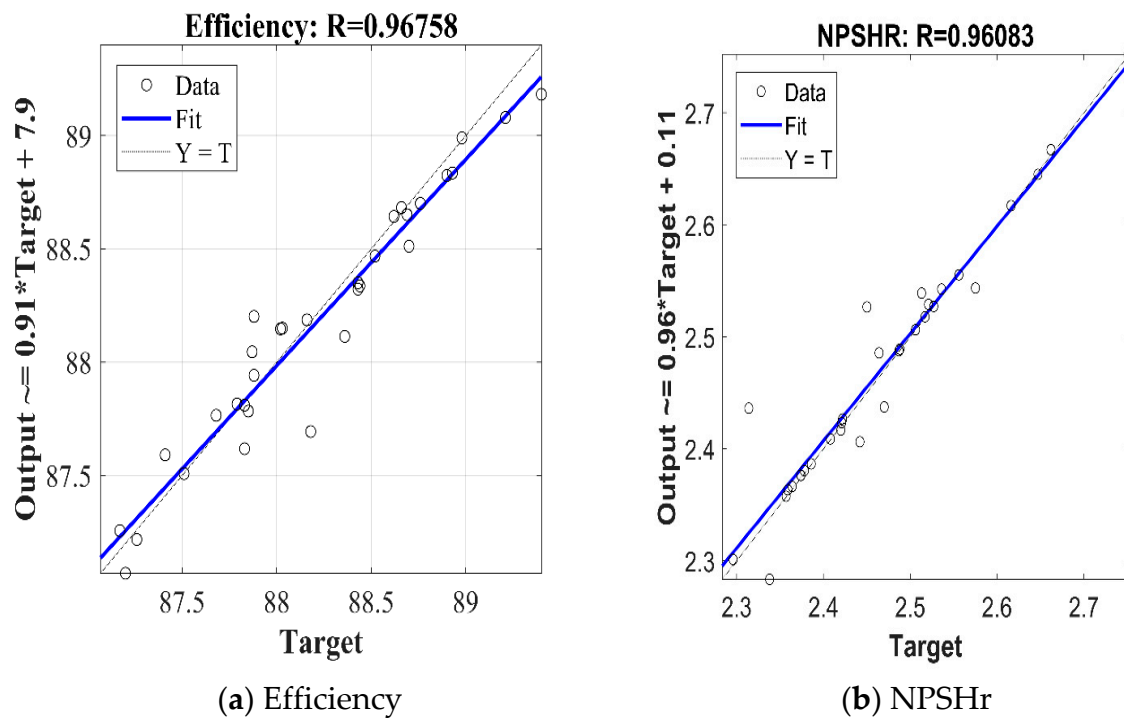 Efficiency: R=0.96758
Output ~= 0.91*Target + 7.9
Data
Fit
Y = T
89
88.5
88
87.5
87.5 88 88.5 89
Target
(a) Efficiency
NPSHR: R=0.96083
Output ~= 0.96*Target + 0.11
Data
Fit
Y = T
2.7
2.6
2.5
2.4
2.3
2.3 2.4 2.5 2.6 2.7
Target
(b) NPSHr